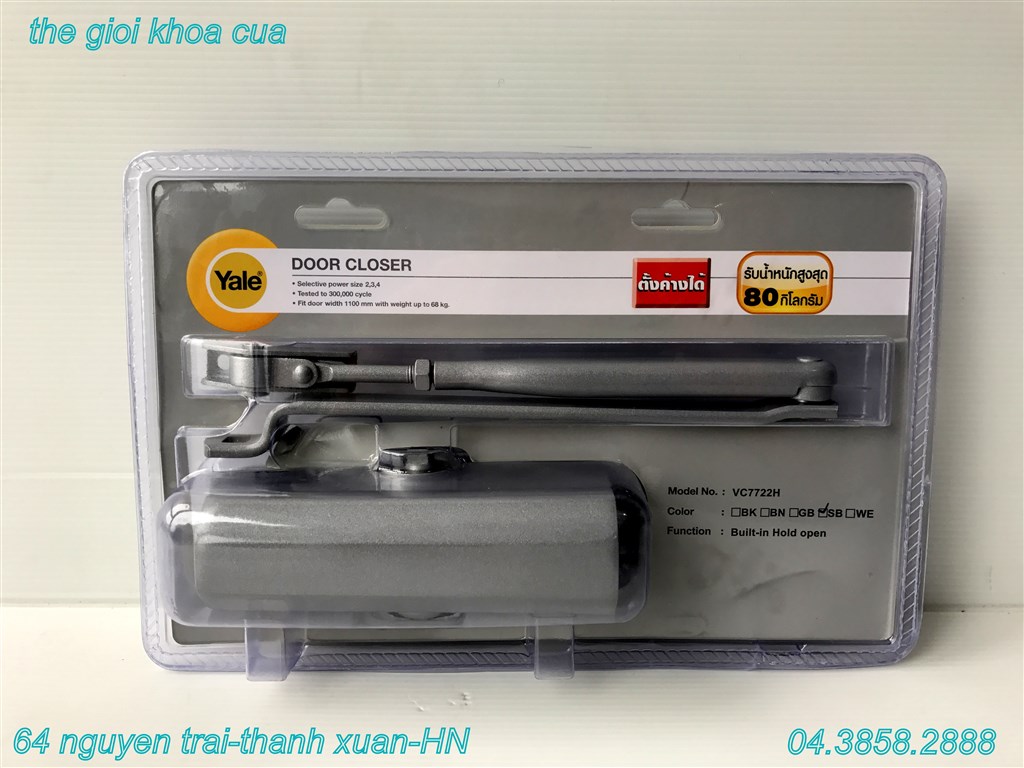 the gioi khoa cua
Yale®
DOOR CLOSER
• Selective power size 2,3,4
• Tested to 300,000 cycle
• Fit door width 1100 mm with weight up to 68 kg.
ตั้งค้างได้
รับน้ำหนักสูงสุด
80 กิโลกรัม
Model No. : VC7722H
Color : ☐BK ☐BN ☐GB ☑SB ☐WE
Function : Built-in Hold open
64 nguyen trai-thanh xuan-HN
04.3858.2888